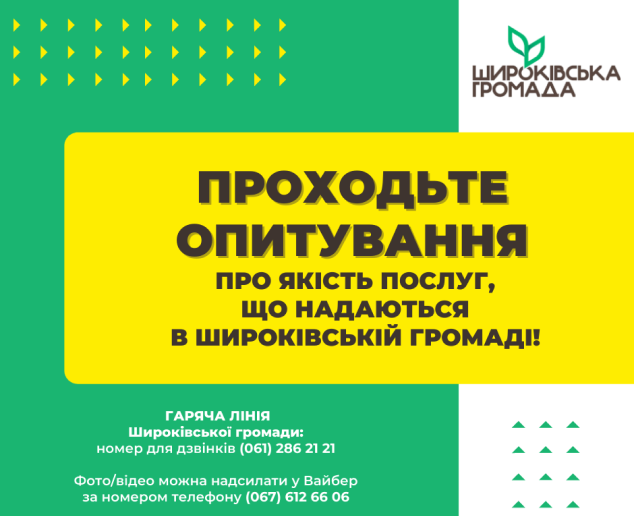 ШИРОКІВСЬКА
ГРОМАДА
ПРОХОДЬТЕ
ОПИТУВАННЯ
ПРО ЯКІСТЬ ПОСЛУГ,
ЩО НАДАЮТЬСЯ
В ШИРОКІВСЬКІЙ ГРОМАДІ!
ГАРЯЧА ЛІНІЯ
Широківської громади:
номер для дзвінків (061) 286 21 21
Фото/відео можна надсилати у Вайбер
за номером телефону (067) 612 66 06